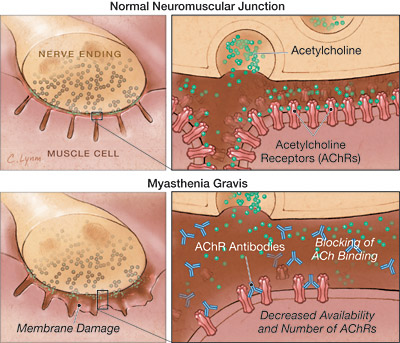 Normal Neuromuscular Junction
NERVE ENDING
MUSCLE CELL
C. Lynm
Acetylcholine
Acetylcholine
Receptors (AChRs)
Myasthenia Gravis
Membrane Damage
AChR Antibodies
Blocking of
ACh Binding
Decreased Availability
and Number of AChRs